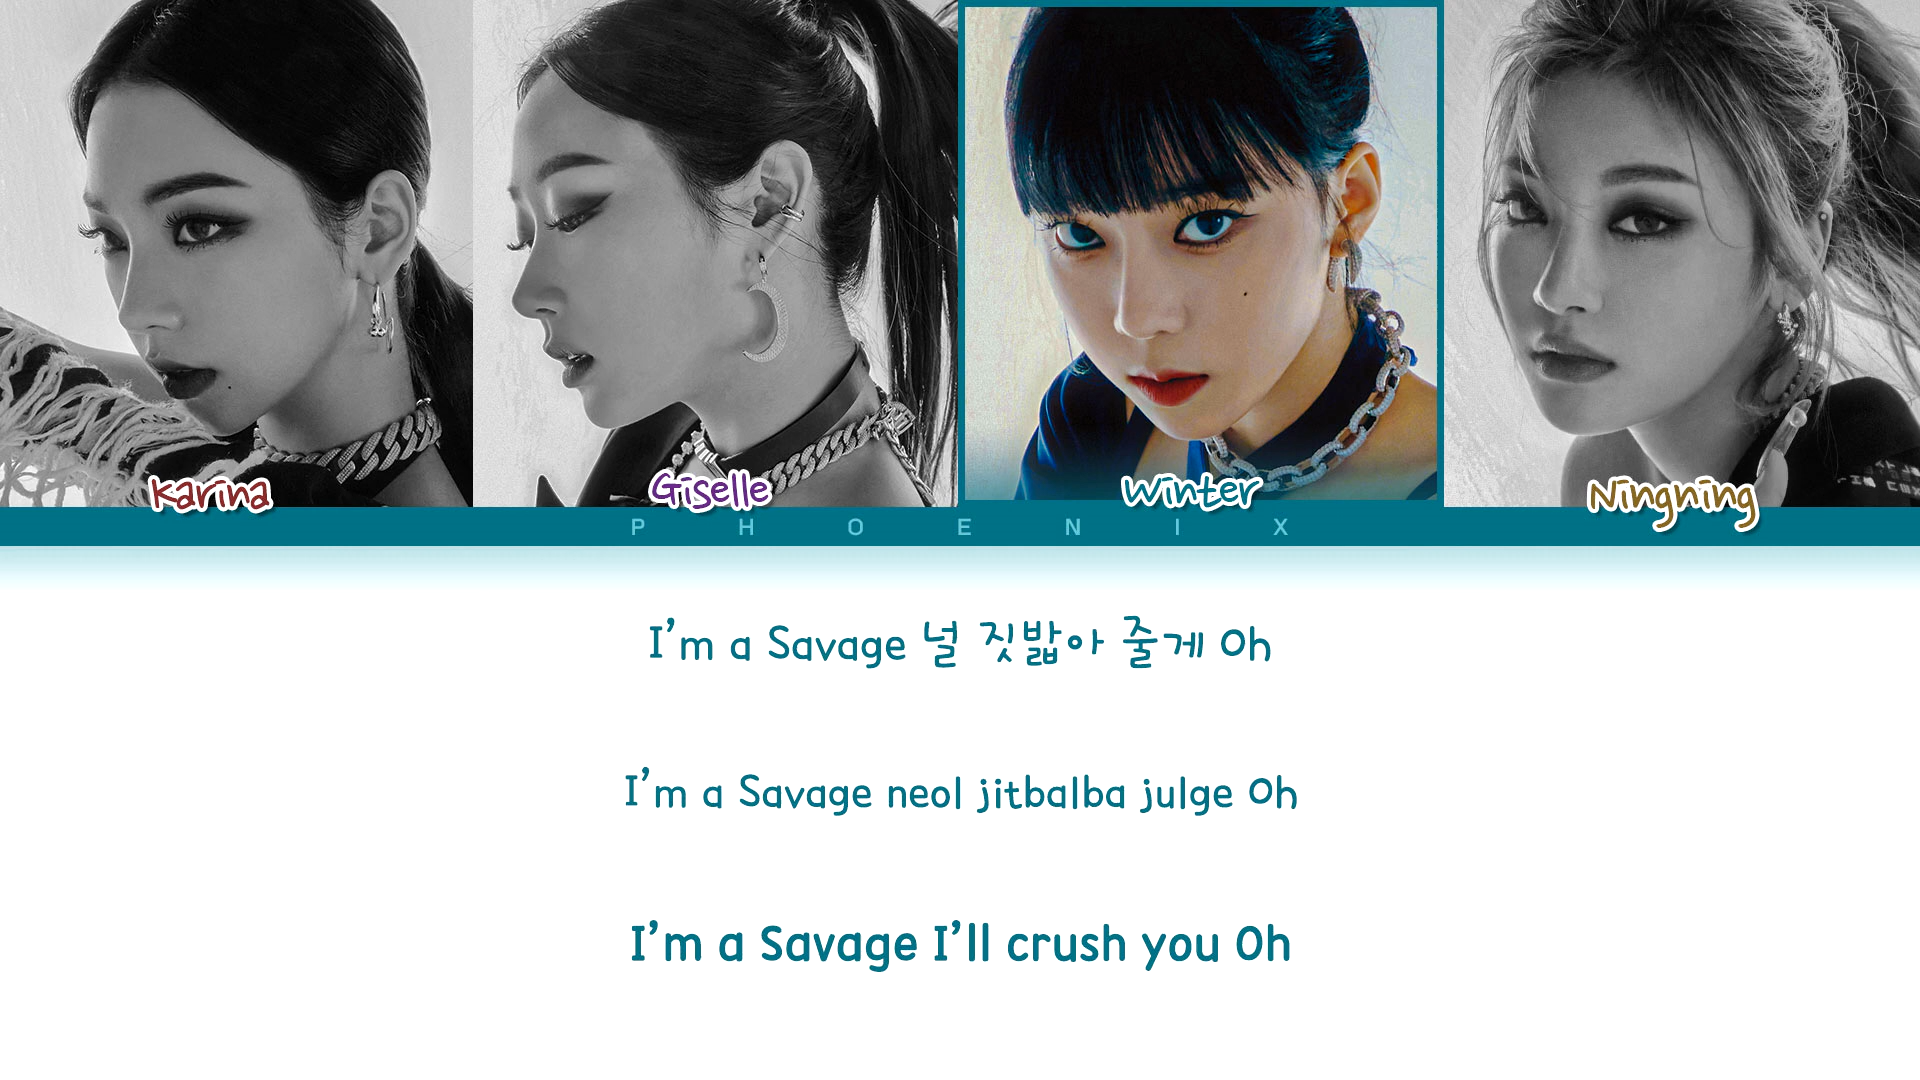 Karina
Giselle
Winter
Ningning
PHOENIX
I'm a Savage 널 짓밟아 줄게 Oh
I'm a Savage neol jitbalba julge Oh
I'm a Savage I'll crush you Oh